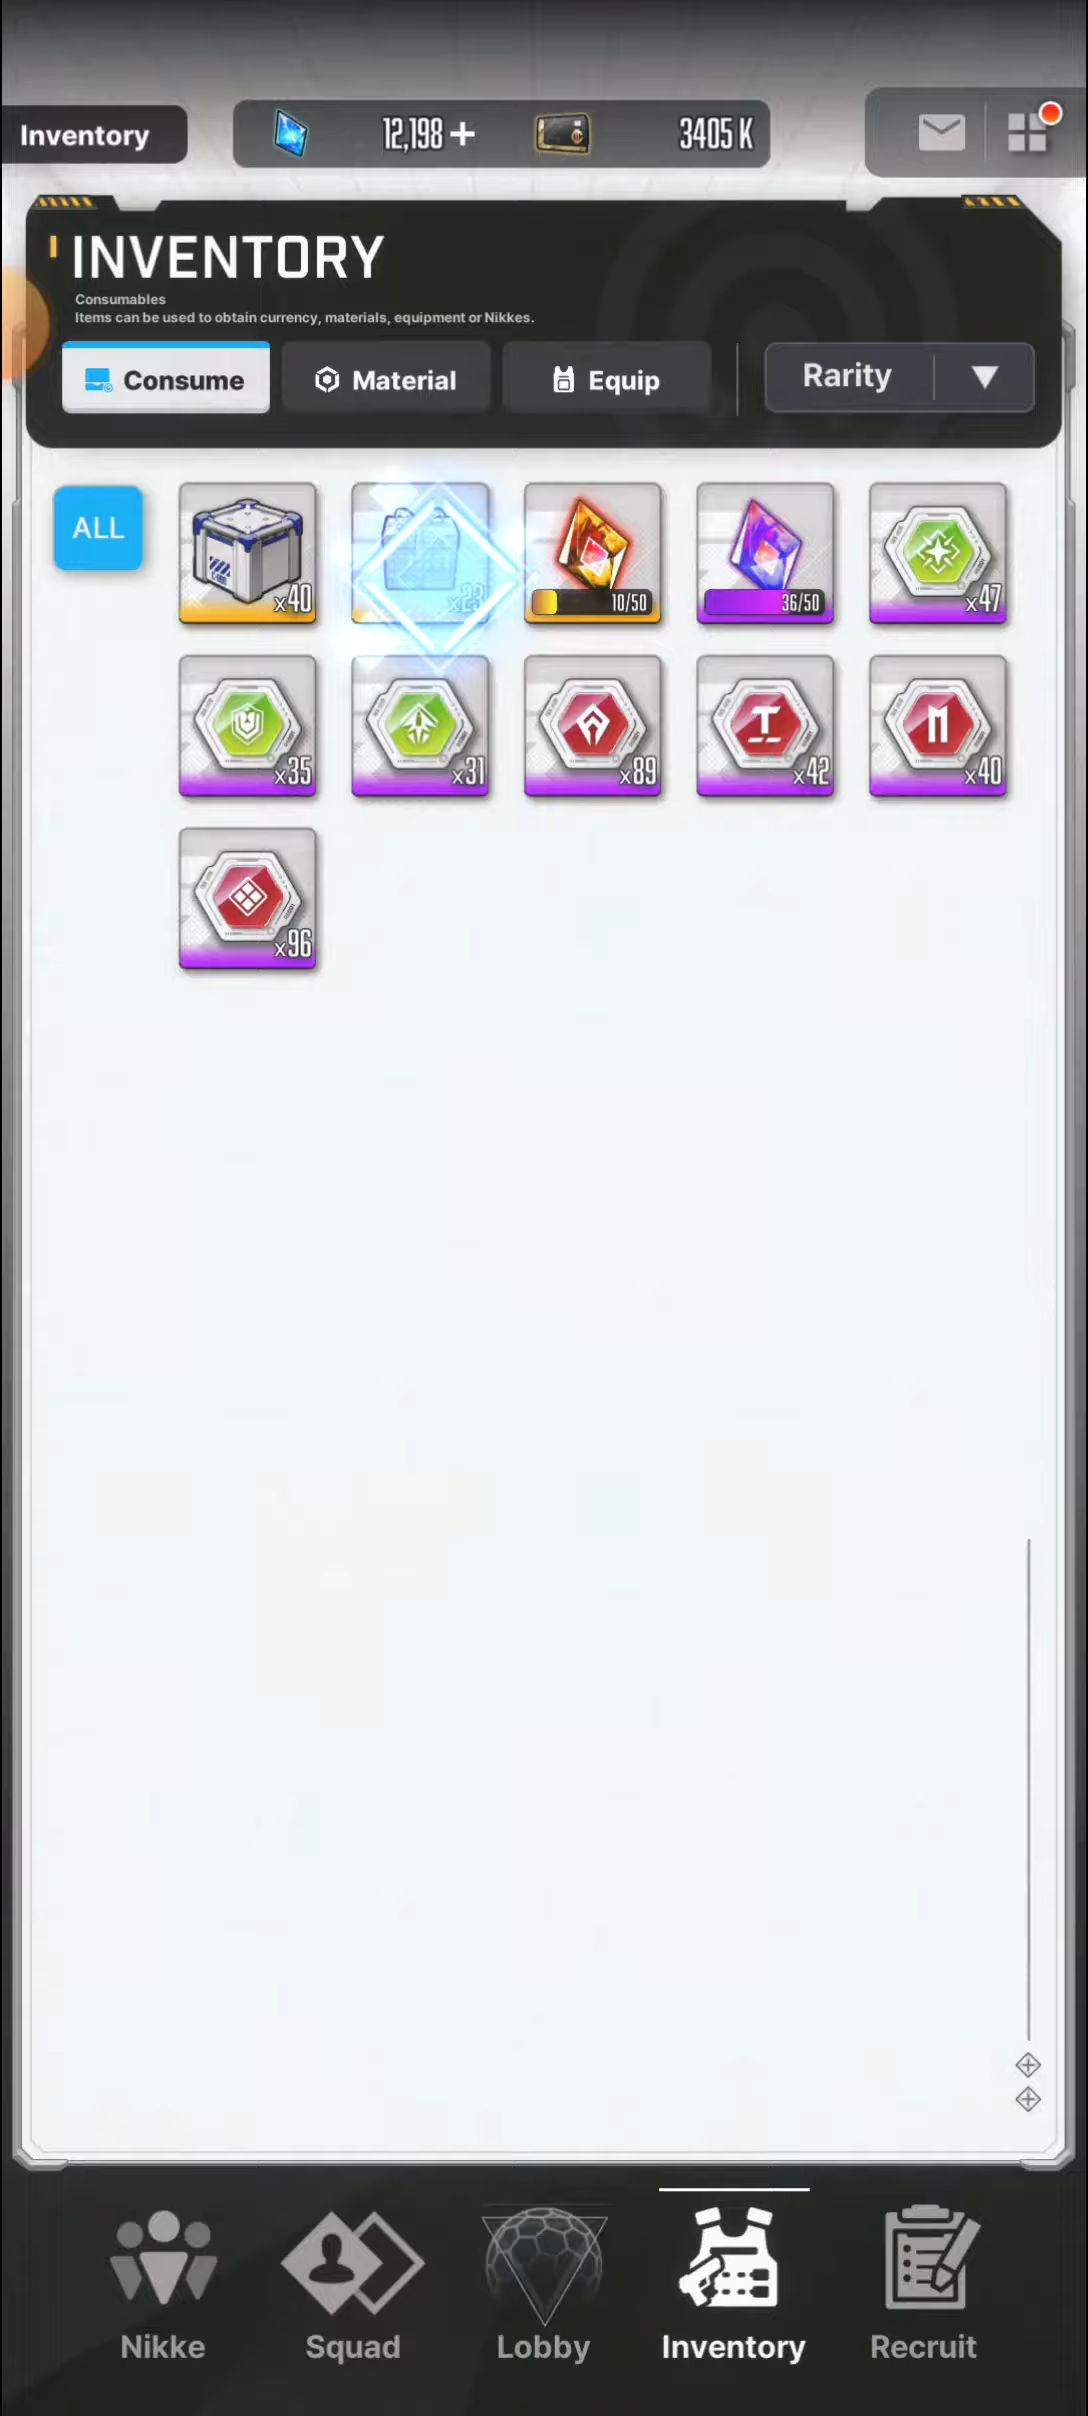 Inventory
12,198 +
3405 K
INVENTORY
Consumables
Items can be used to obtain currency, materials, equipment or Nikkes.
Consume
Material
Equip
Rarity
ALL
x40
x23
10/50
36/50
x47
x35
x31
x89
x42
x40
x96
Nikke
Squad
Lobby
Inventory
Recruit